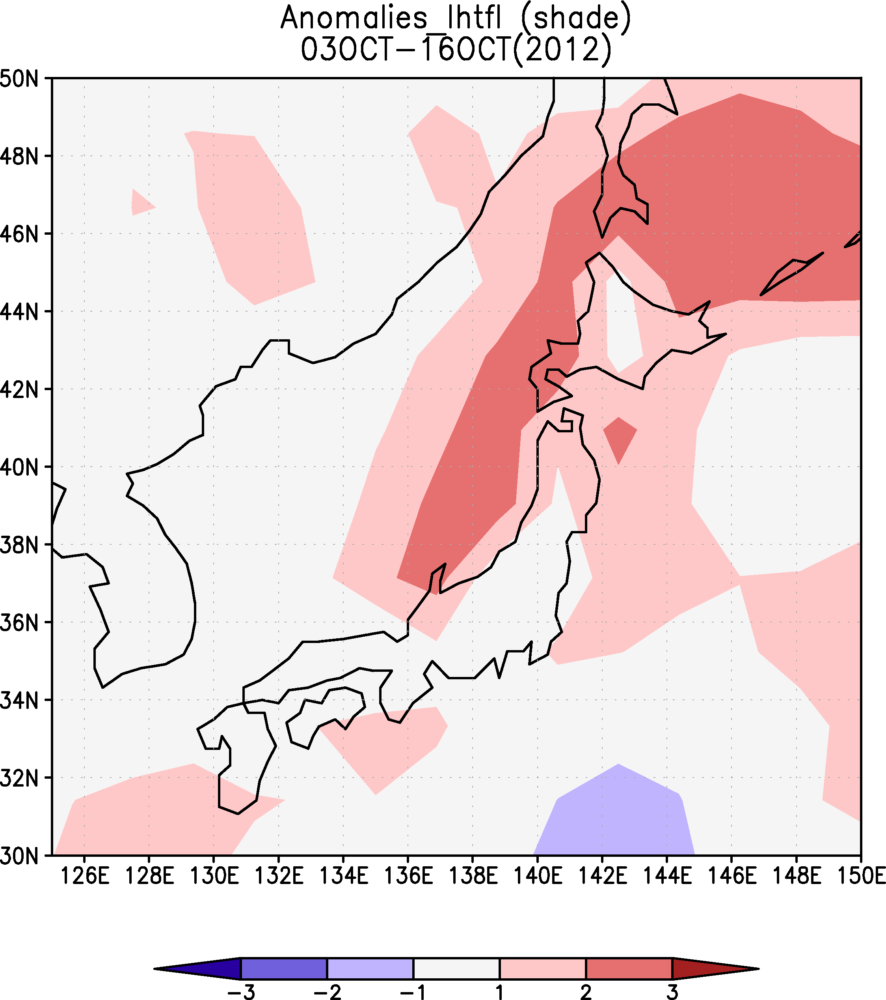 Anomalies_lhtfl (shade)
03OCT-16OCT(2012)
50N
48N
46N
44N
42N
40N
38N
36N
34N
32N
30N
126E 128E 130E 132E 134E 136E 138E 140E 142E 144E 146E 148E 150E
-3 -2 -1 1 2 3